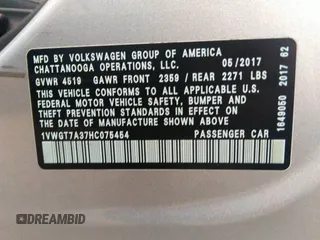 MFD. BY VOLKSWAGEN GROUP OF AMERICA
CHATTANOOGA OPERATIONS, LLC. 05/2017
GVWR 4519 GAWR FRONT 2359 / REAR 2271 LBS
THIS VEHICLE CONFORMS TO ALL APPLICABLE
FEDERAL MOTOR VEHICLE SAFETY, BUMPER AND
THEFT PREVENTION STANDARDS IN EFFECT ON
THE DATE OF MANUFACTURE SHOWN ABOVE.
1VWGT7A37HC075454 PASSENGER CAR
1649050 2017 62
DREAMBID